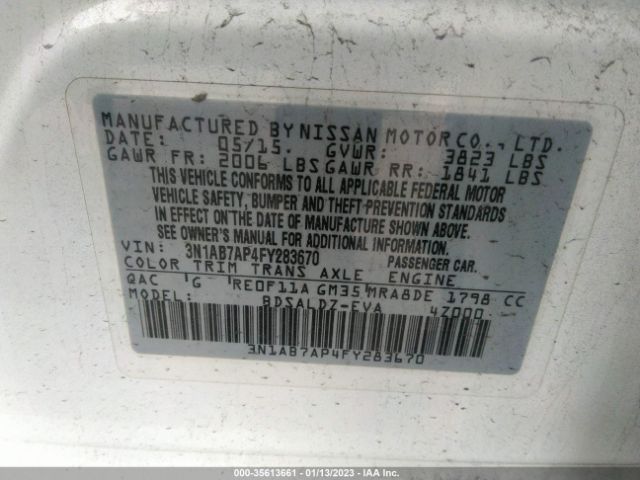 MANUFACTURED BY NISSAN MOTOR CO., LTD.
DATE: 05/15. GVWR: 3823 LBS
GAWR FR: 2006 LBS GAWR RR: 1841 LBS
THIS VEHICLE CONFORMS TO ALL APPLICABLE FEDERAL MOTOR
VEHICLE SAFETY, BUMPER AND THEFT-PREVENTION STANDARDS
IN EFFECT ON THE DATE OF MANUFACTURE SHOWN ABOVE.
SEE OWNER'S MANUAL FOR ADDITIONAL INFORMATION
VIN: 3N1AB7AP4FY283670 PASSENGER CAR.
COLOR TRIM TRANS AXLE ENGINE
QAC G RE0F11A GM35 MRA8DE 1798 CC
MODEL: BDSALDZ-EVA 4Z000
3N1AB7AP4FY283670
000-35613661 - 01/13/2023 - IAA Inc.